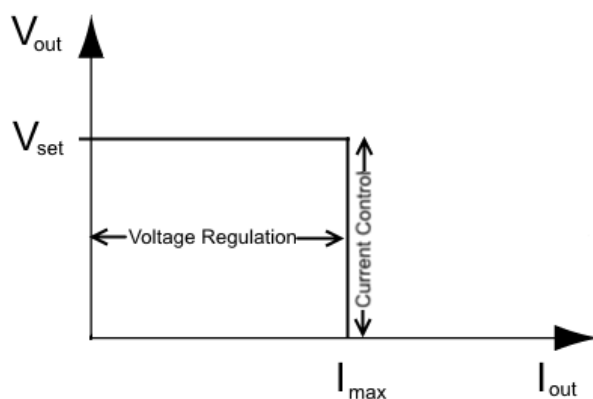 Vout
Vset
Voltage Regulation
Current Control
Imax
Iout